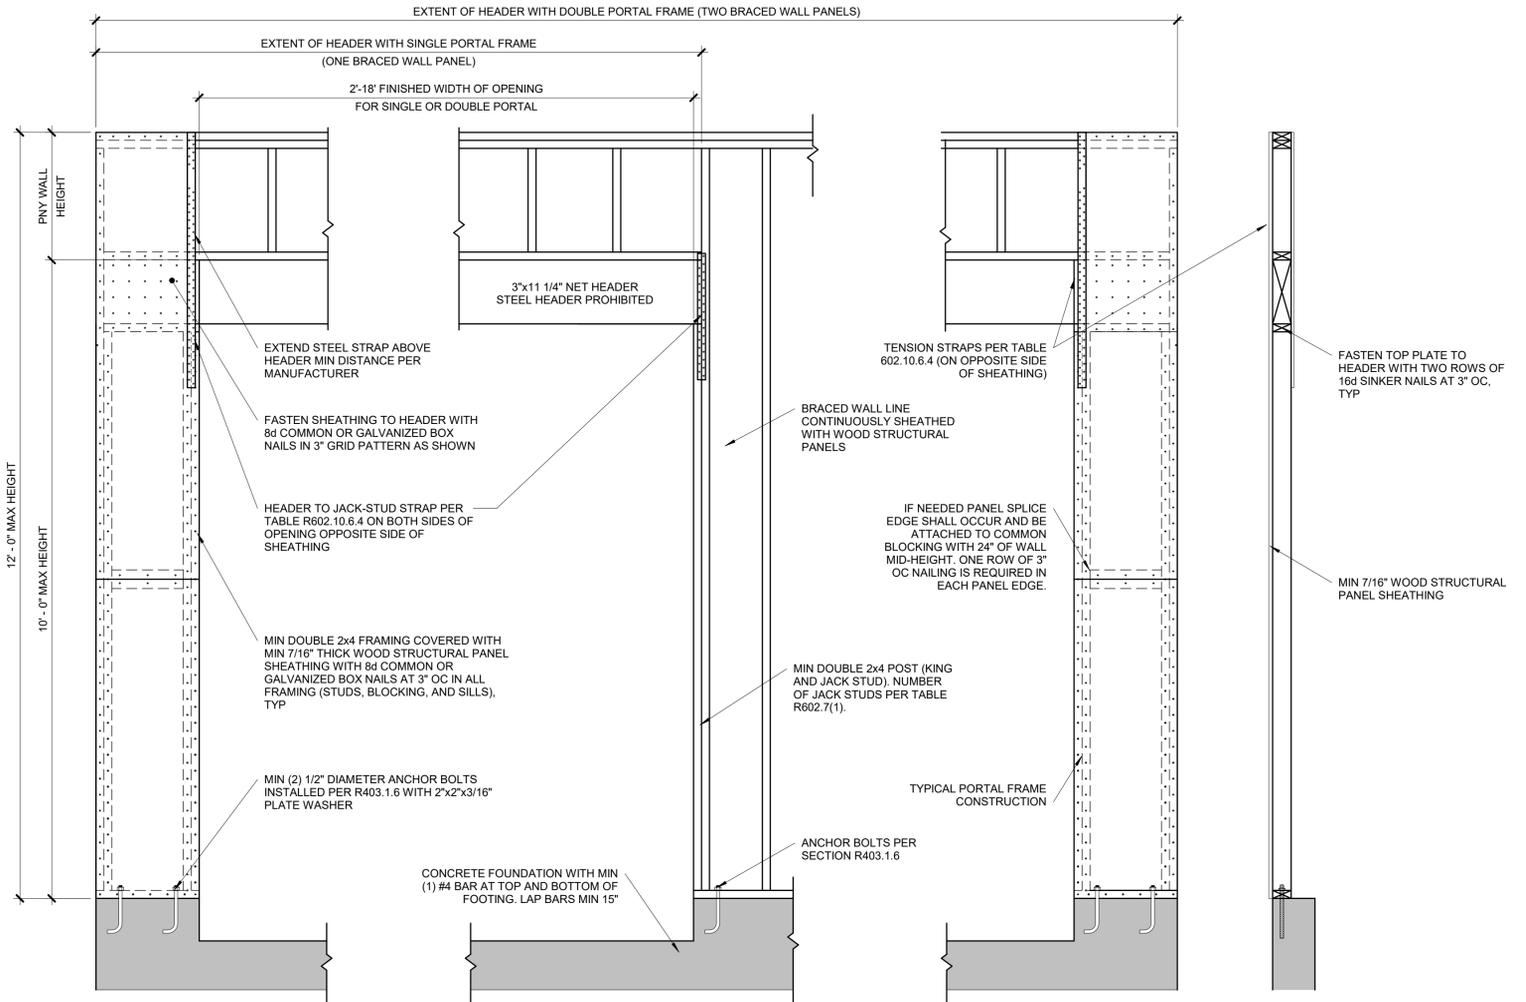 EXTENT OF HEADER WITH DOUBLE PORTAL FRAME (TWO BRACED WALL PANELS)
EXTENT OF HEADER WITH SINGLE PORTAL FRAME
(ONE BRACED WALL PANEL)
2'-18' FINISHED WIDTH OF OPENING
FOR SINGLE OR DOUBLE PORTAL
PNY WALL
HEIGHT
12' - 0" MAX HEIGHT
10' - 0" MAX HEIGHT
3"x11 1/4" NET HEADER
STEEL HEADER PROHIBITED
EXTEND STEEL STRAP ABOVE
HEADER MIN DISTANCE PER
MANUFACTURER
FASTEN SHEATHING TO HEADER WITH
8d COMMON OR GALVANIZED BOX
NAILS IN 3" GRID PATTERN AS SHOWN
HEADER TO JACK-STUD STRAP PER
TABLE R602.10.6.4 ON BOTH SIDES OF
OPENING OPPOSITE SIDE OF
SHEATHING
MIN DOUBLE 2x4 FRAMING COVERED WITH
MIN 7/16" THICK WOOD STRUCTURAL PANEL
SHEATHING WITH 8d COMMON OR
GALVANIZED BOX NAILS AT 3" OC IN ALL
FRAMING (STUDS, BLOCKING, AND SILLS),
TYP
MIN (2) 1/2" DIAMETER ANCHOR BOLTS
INSTALLED PER R403.1.6 WITH 2"x2"x3/16"
PLATE WASHER
CONCRETE FOUNDATION WITH MIN
(1) #4 BAR AT TOP AND BOTTOM OF
FOOTING. LAP BARS MIN 15"
TENSION STRAPS PER TABLE
602.10.6.4 (ON OPPOSITE SIDE
OF SHEATHING)
BRACED WALL LINE
CONTINUOUSLY SHEATHED
WITH WOOD STRUCTURAL
PANELS
IF NEEDED PANEL SPLICE
EDGE SHALL OCCUR AND BE
ATTACHED TO COMMON
BLOCKING WITH 24" OF WALL
MID-HEIGHT. ONE ROW OF 3"
OC NAILING IS REQUIRED IN
EACH PANEL EDGE.
MIN DOUBLE 2x4 POST (KING
AND JACK STUD). NUMBER
OF JACK STUDS PER TABLE
R602.7(1).
TYPICAL PORTAL FRAME
CONSTRUCTION
ANCHOR BOLTS PER
SECTION R403.1.6
FASTEN TOP PLATE TO
HEADER WITH TWO ROWS OF
16d SINKER NAILS AT 3" OC,
TYP
MIN 7/16" WOOD STRUCTURAL
PANEL SHEATHING